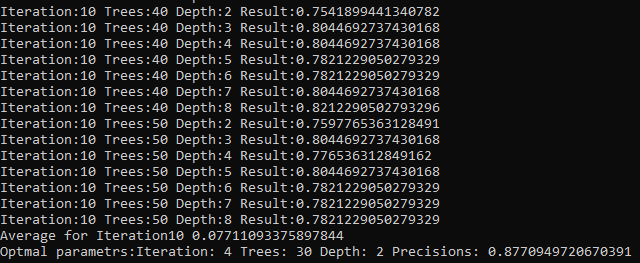 Iteration:10 Trees:40 Depth:2 Result:0.7541899441340782
Iteration:10 Trees:40 Depth:3 Result:0.8044692737430168
Iteration:10 Trees:40 Depth:4 Result:0.8044692737430168
Iteration:10 Trees:40 Depth:5 Result:0.7821229050279329
Iteration:10 Trees:40 Depth:6 Result:0.7821229050279329
Iteration:10 Trees:40 Depth:7 Result:0.8044692737430168
Iteration:10 Trees:40 Depth:8 Result:0.8212290502793296
Iteration:10 Trees:50 Depth:2 Result:0.7597765363128491
Iteration:10 Trees:50 Depth:3 Result:0.8044692737430168
Iteration:10 Trees:50 Depth:4 Result:0.776536312849162
Iteration:10 Trees:50 Depth:5 Result:0.8044692737430168
Iteration:10 Trees:50 Depth:6 Result:0.7821229050279329
Iteration:10 Trees:50 Depth:7 Result:0.7821229050279329
Iteration:10 Trees:50 Depth:8 Result:0.7821229050279329
Average for Iteration10 0.07711093375897844
Optmal parametrs:Iteration: 4 Trees: 30 Depth: 2 Precisions: 0.8770949720670391